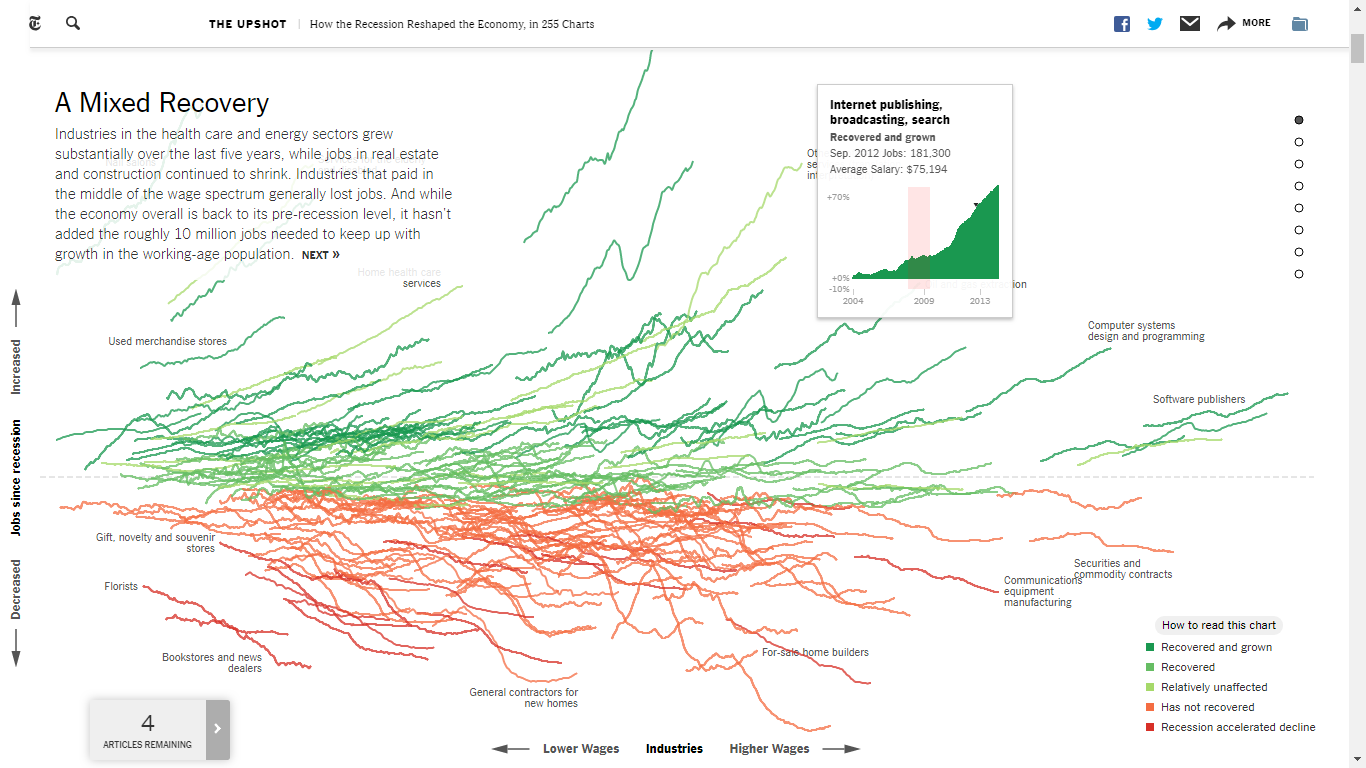 THE UPSHOT | How the Recession Reshaped the Economy, in 255 Charts
MORE
A Mixed Recovery
Industries in the health care and energy sectors grew
substantially over the last five years, while jobs in real estate
and construction continued to shrink. Industries that paid in
the middle of the wage spectrum generally lost jobs. And while
the economy overall is back to its pre-recession level, it hasn't
added the roughly 10 million jobs needed to keep up with
growth in the working-age population. NEXT »
Internet publishing,
broadcasting, search
Recovered and grown
Sep. 2012 Jobs: 181,300
Average Salary: $75,194
+70%
+0%
-10%
2004
2009
2013
Home health care
services
Used merchandise stores
Computer systems
design and programming
Software publishers
Increased
Jobs since recession
Decreased
Gift, novelty and souvenir
stores
Florists
Bookstores and news
dealers
General contractors for
new homes
For-sale home builders
Securities and
commodity contracts
Communications
equipment
manufacturing
How to read this chart
Recovered and grown
Recovered
Relatively unaffected
Has not recovered
Recession accelerated decline
4
ARTICLES REMAINING
Lower Wages
Industries
Higher Wages